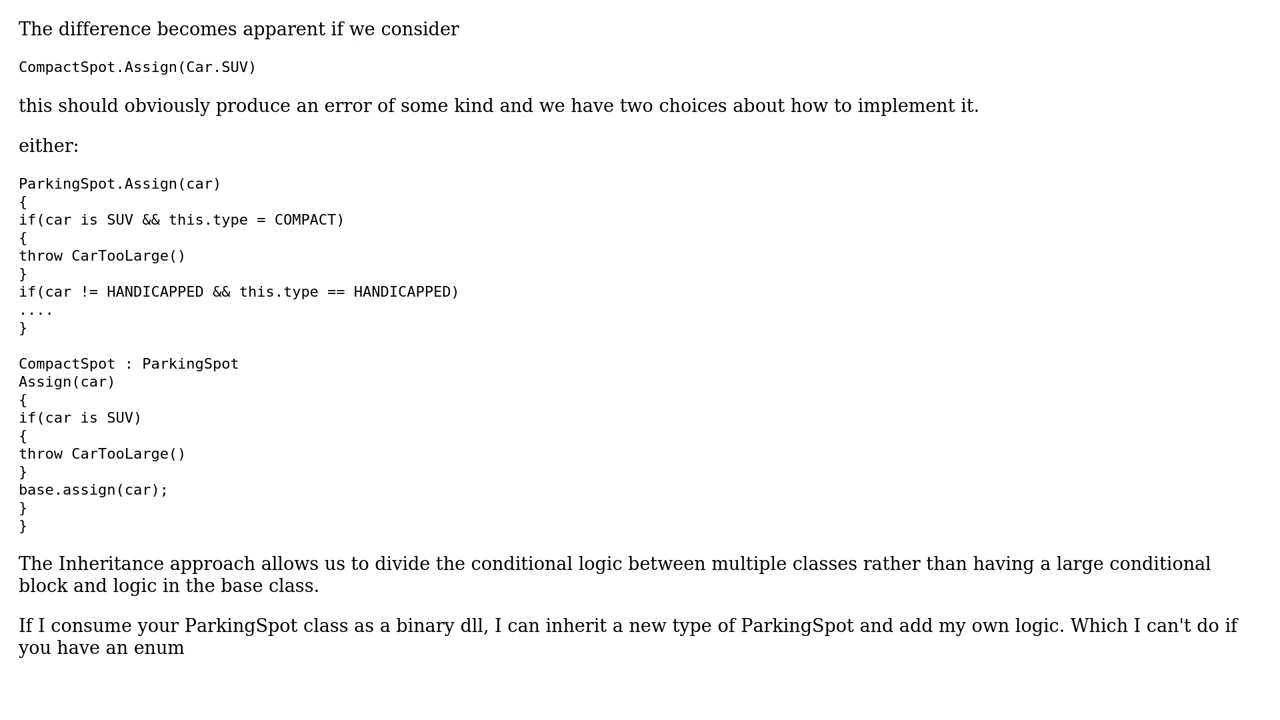 The difference becomes apparent if we consider
CompactSpot.Assign(Car.SUV)
this should obviously produce an error of some kind and we have two choices about how to implement it.
either:
ParkingSpot.Assign(car)
{
if(car is SUV && this.type = COMPACT)
{
throw CarTooLarge()
}
if(car != HANDICAPPED && this.type == HANDICAPPED)
....
}
CompactSpot : ParkingSpot
Assign(car)
{
if(car is SUV)
{
throw CarTooLarge()
}
base.assign(car);
}
}
The Inheritance approach allows us to divide the conditional logic between multiple classes rather than having a large conditional
block and logic in the base class.
If I consume your ParkingSpot class as a binary dll, I can inherit a new type of ParkingSpot and add my own logic. Which I can't do if
you have an enum